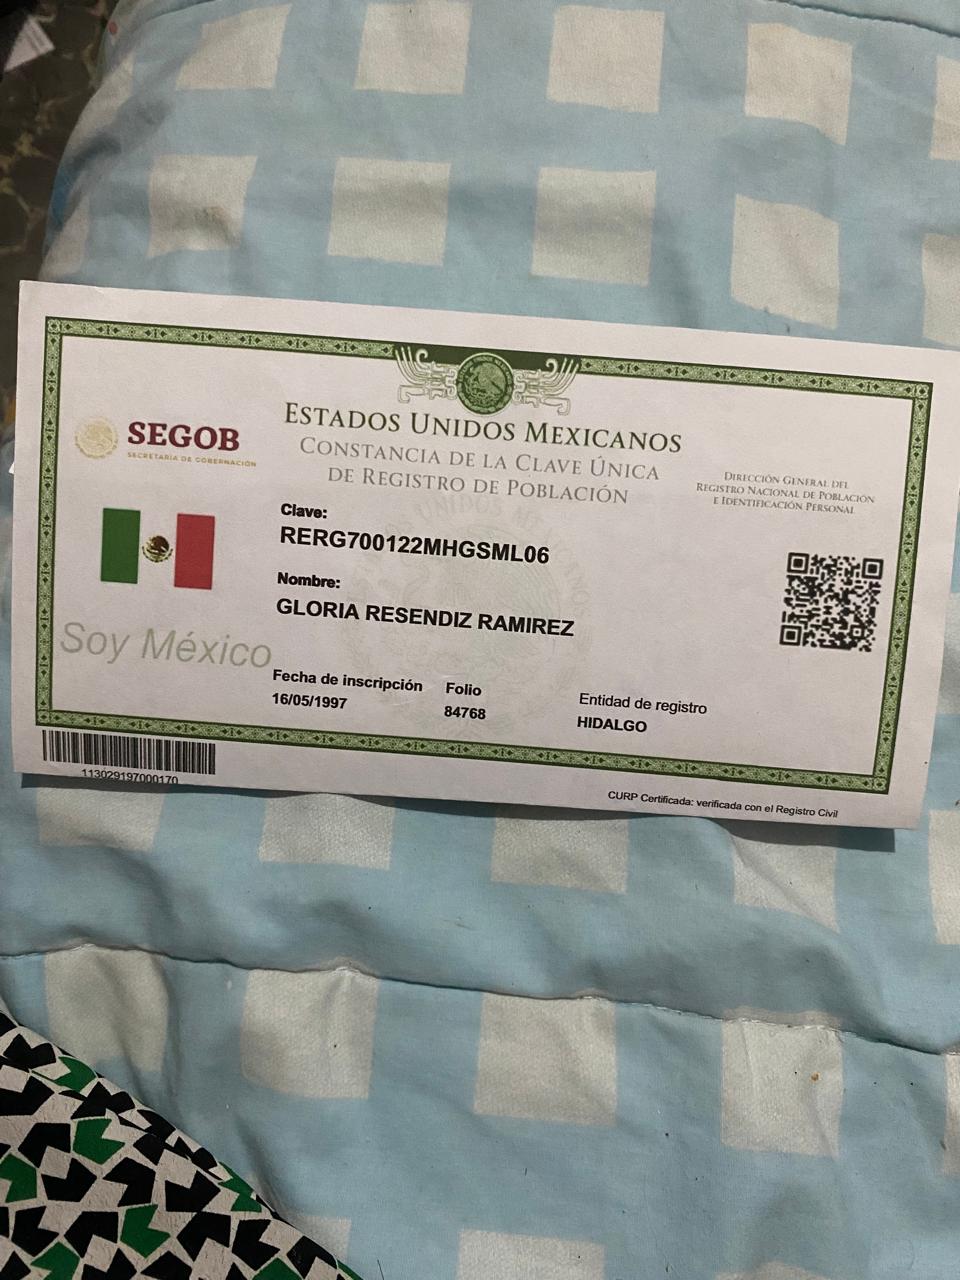 ESTADOS UNIDOS MEXICANOS
CONSTANCIA DE LA CLAVE ÚNICA
DE REGISTRO DE POBLACIÓN
SEGOB
SECRETARÍA DE GOBERNACIÓN
DIRECCIÓN GENERAL DEL
REGISTRO NACIONAL DE POBLACIÓN
E IDENTIFICACIÓN PERSONAL
Clave:
RERG700122MHGSML06
Nombre:
GLORIA RESENDIZ RAMIREZ
Soy México
Fecha de inscripción
16/05/1997
Folio
84768
Entidad de registro
HIDALGO
113029197000170
CURP Certificada: verificada con el Registro Civil